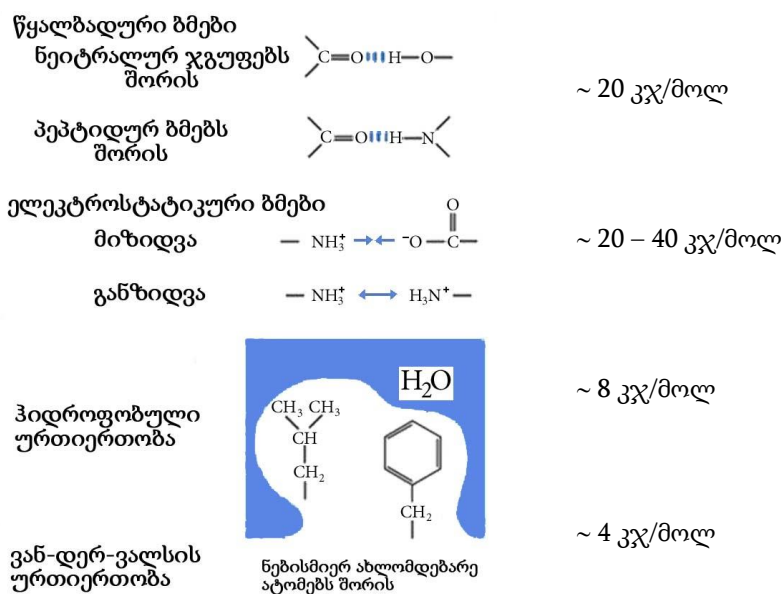 წყალბადური ბმები
ნეიტრალურ ჯგუფებს
შორის
C=O H—O—
~ 20 კჯ/მოლ
პეპტიდურ ბმებს
შორის
C=O H—N
ელექტროსტატიკური ბმები
მიზიდვა
— NH₃⁺ →← ⁻O—C—
O
~ 20 – 40 კჯ/მოლ
განზიდვა
— NH₃⁺ ↔ H₃N⁺ —
H₂O
~ 8 კჯ/მოლ
ჰიდროფობული
ურთიერთობა
CH₃ CH₃
CH
CH₂
CH₂
~ 4 კჯ/მოლ
ვან-დერ-ვალსის
ურთიერთობა
ნებისმიერ ახლომდებარე
ატომებს შორის